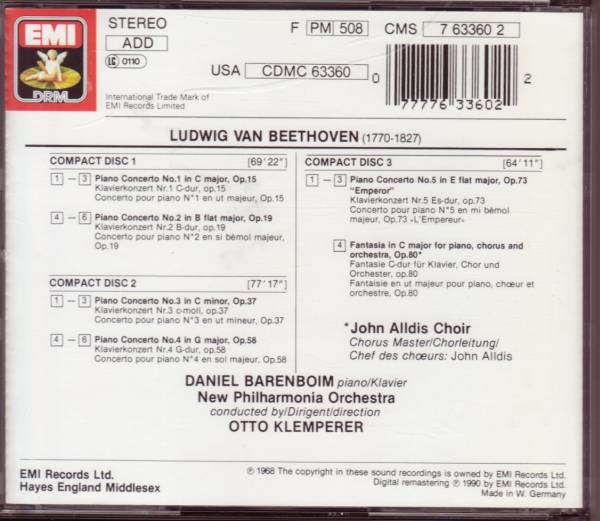 EMI
DRM
STEREO
ADD
LC 0110
F PM 508 CMS 7 63360 2
USA CDMC 63360
0 77776 33602 2
International Trade Mark of
EMI Records Limited
LUDWIG VAN BEETHOVEN (1770-1827)
COMPACT DISC 1 [69'22"]
1 – 3 Piano Concerto No.1 in C major, Op.15
Klavierkonzert Nr.1 C-dur, op.15
Concerto pour piano N°1 en ut majeur, Op.15
4 – 6 Piano Concerto No.2 in B flat major, Op.19
Klavierkonzert Nr.2 B-dur, op.19
Concerto pour piano N°2 en si bémol majeur,
Op.19
COMPACT DISC 2 [77'17"]
1 – 3 Piano Concerto No.3 in C minor, Op.37
Klavierkonzert Nr.3 c-moll, op.37
Concerto pour piano N°3 en ut mineur, Op.37
4 – 6 Piano Concerto No.4 in G major, Op.58
Klavierkonzert Nr.4 G-dur, op.58
Concerto pour piano N°4 en sol majeur, Op.58
COMPACT DISC 3 [64'11"]
1 – 3 Piano Concerto No.5 in E flat major, Op.73
"Emperor"
Klavierkonzert Nr.5 Es-dur, op.73
Concerto pour piano N°5 en mi bémol
majeur, Op.73 «L'Empereur»
4 Fantasia in C major for piano, chorus and
orchestra, Op.80*
Fantasie C-dur für Klavier, Chor und
Orchester, op.80
Fantaisie en ut majeur pour piano, chœur et
orchestre, Op.80
*John Alldis Choir
Chorus Master/Chorleitung/
Chef des chœurs: John Alldis
DANIEL BARENBOIM piano/Klavier
New Philharmonia Orchestra
conducted by/Dirigent/direction
OTTO KLEMPERER
EMI Records Ltd.
Hayes England Middlesex
℗ 1968 The copyright in these sound recordings is owned by EMI Records Ltd.
Digital remastering ℗ 1990 by EMI Records Ltd.
Made in W. Germany